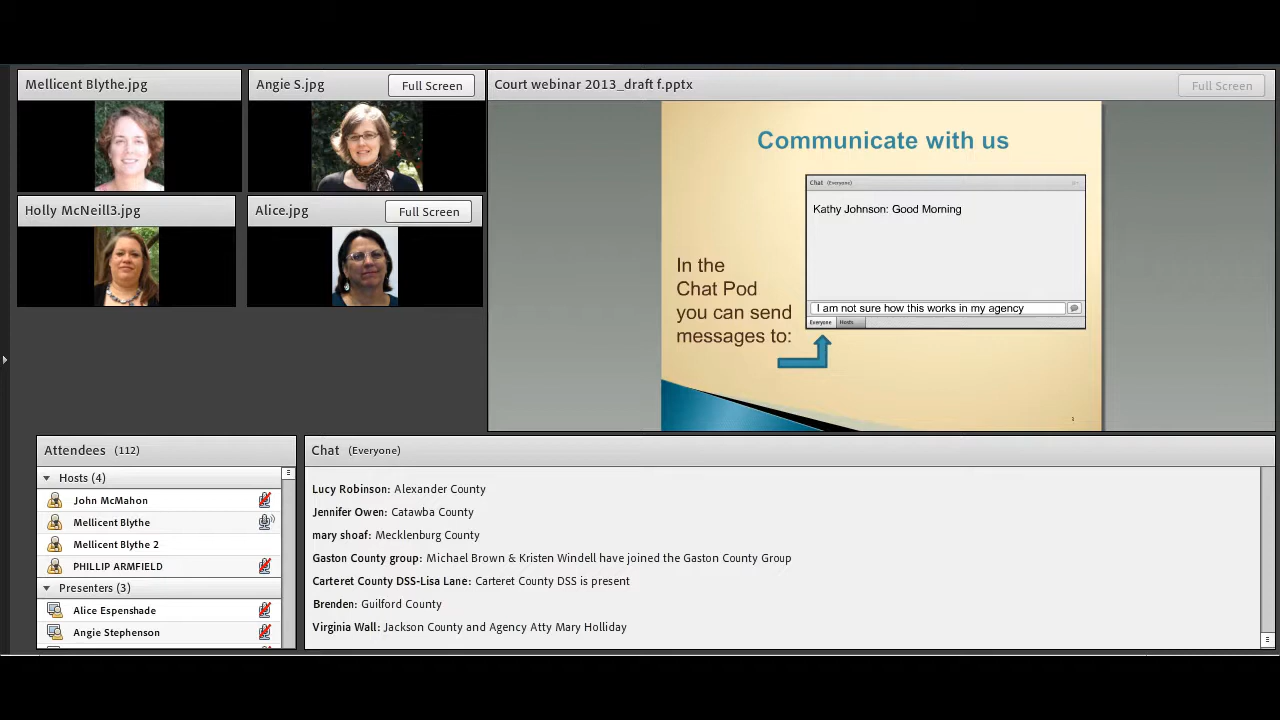 Mellicent Blythe.jpg
Angie S.jpg
Full Screen
Court webinar 2013_draft f.pptx
Full Screen
Holly McNeill3.jpg
Alice.jpg
Full Screen
Communicate with us
Chat (Everyone)
Kathy Johnson: Good Morning
In the
Chat Pod
you can send
messages to:
I am not sure how this works in my agency
Everyone
Hosts
Attendees (112)
Hosts (4)
John McMahon
Mellicent Blythe
Mellicent Blythe 2
PHILLIP ARMFIELD
Presenters (3)
Alice Espenshade
Angie Stephenson
Chat (Everyone)
Lucy Robinson: Alexander County
Jennifer Owen: Catawba County
mary shoaf: Mecklenburg County
Gaston County group: Michael Brown & Kristen Windell have joined the Gaston County Group
Carteret County DSS-Lisa Lane: Carteret County DSS is present
Brenden: Guilford County
Virginia Wall: Jackson County and Agency Atty Mary Holliday